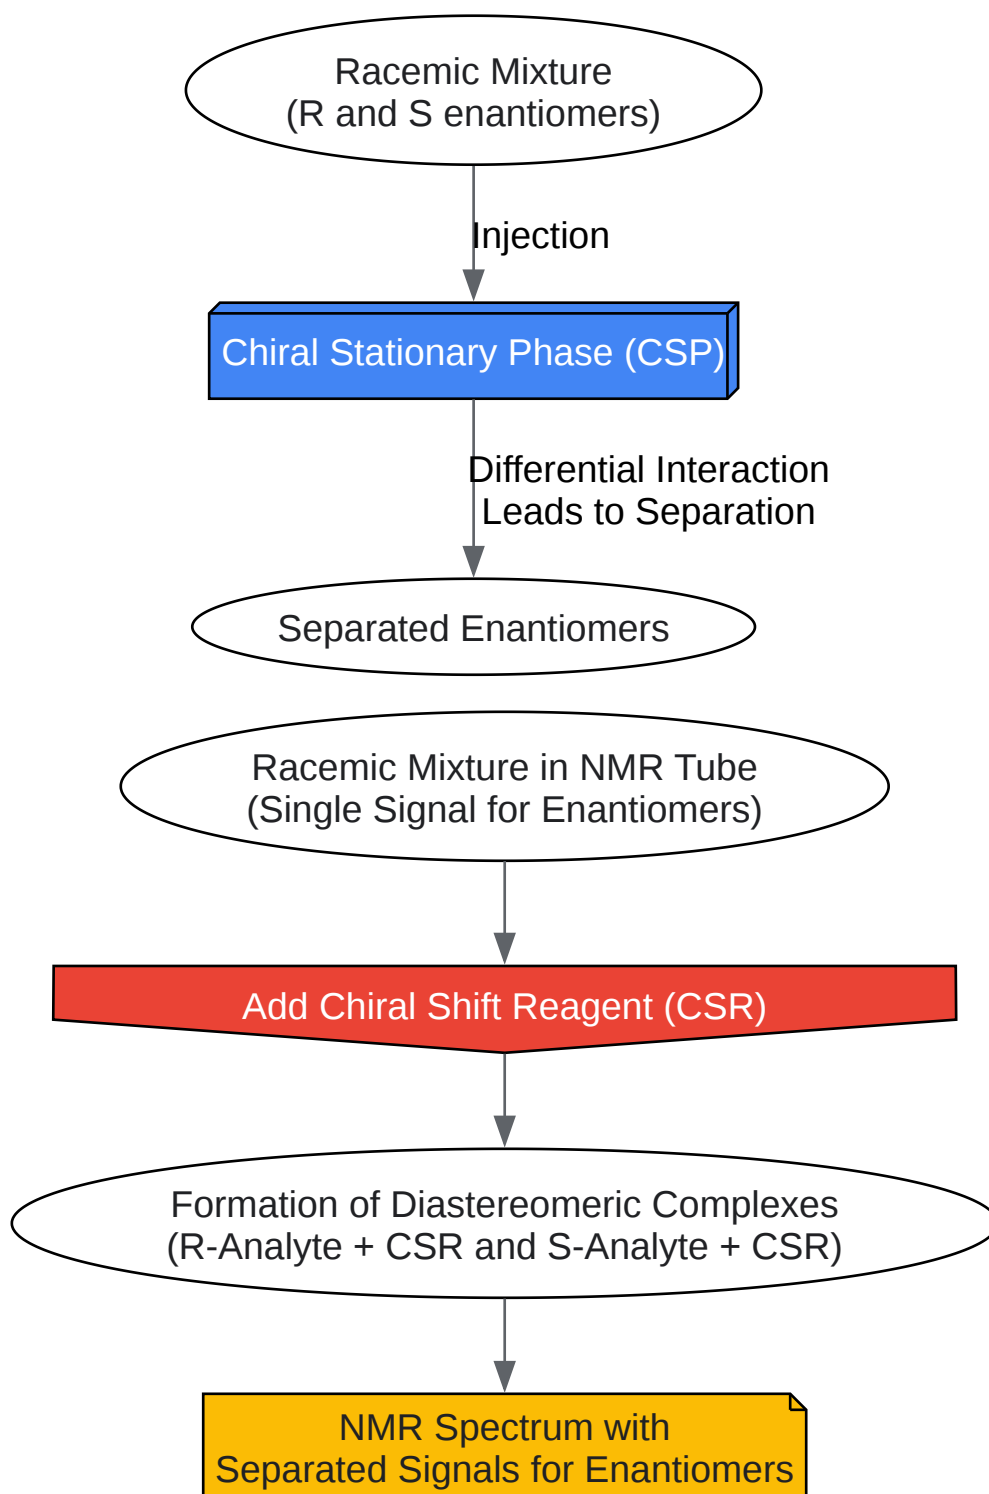 Racemic Mixture
(R and S enantiomers)
Injection
Chiral Stationary Phase (CSP)
Differential Interaction
Leads to Separation
Separated Enantiomers
Racemic Mixture in NMR Tube
(Single Signal for Enantiomers)
Add Chiral Shift Reagent (CSR)
Formation of Diastereomeric Complexes
(R-Analyte + CSR and S-Analyte + CSR)
NMR Spectrum with
Separated Signals for Enantiomers